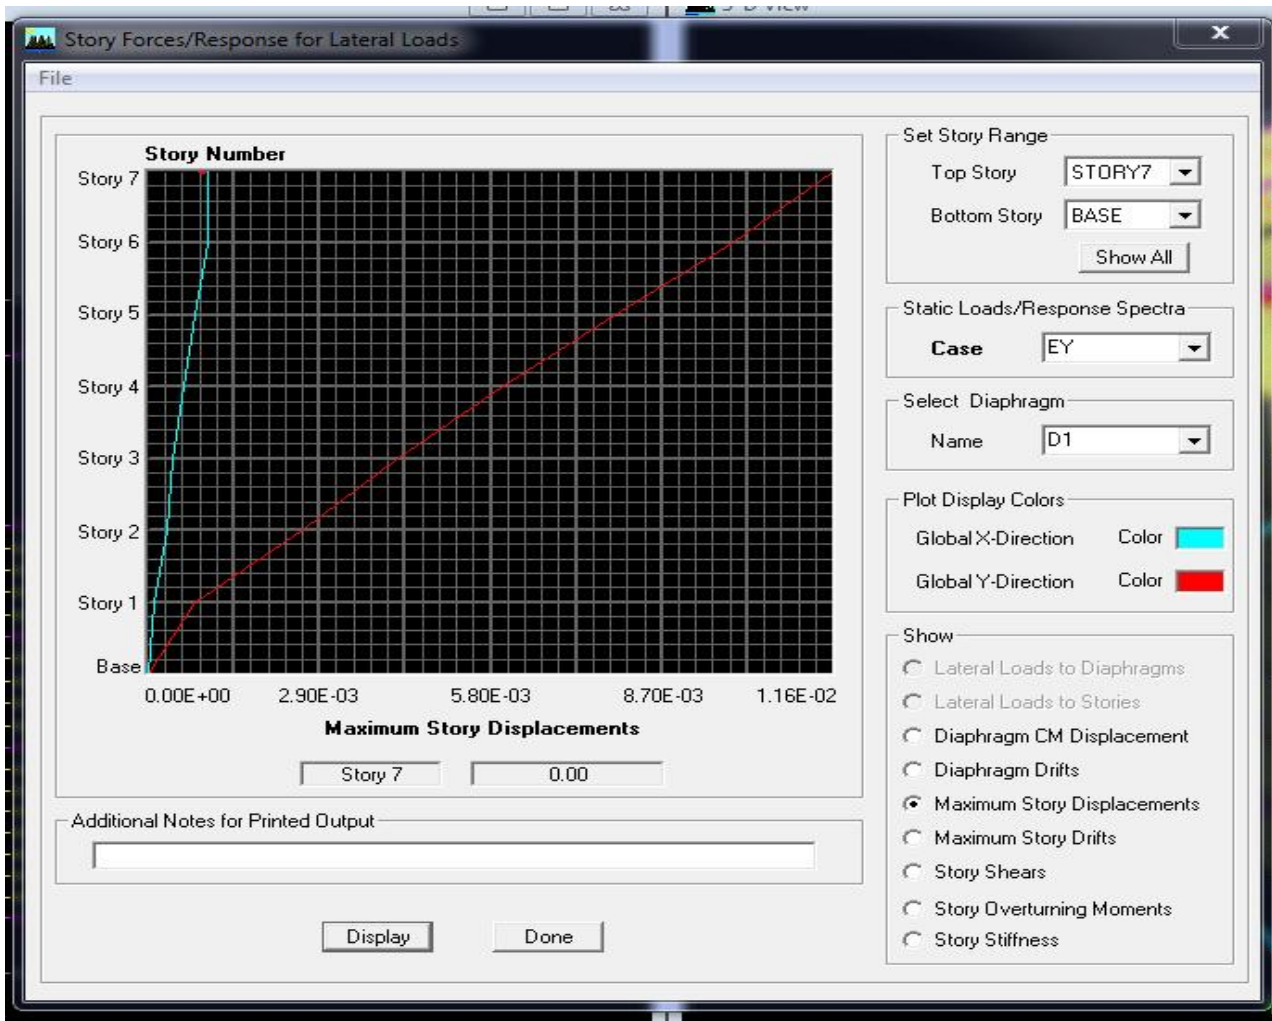 3-D View
Story Forces/Response for Lateral Loads
File
Story Number
Story 7
Story 6
Story 5
Story 4
Story 3
Story 2
Story 1
Base
0.00E+00 2.90E-03 5.80E-03 8.70E-03 1.16E-02
Maximum Story Displacements
Story 7 0.00
Additional Notes for Printed Output
Display Done
Set Story Range
Top Story STORY7
Bottom Story BASE
Show All
Static Loads/Response Spectra
Case EY
Select Diaphragm
Name D1
Plot Display Colors
Global X-Direction Color
Global Y-Direction Color
Show
Lateral Loads to Diaphragms
Lateral Loads to Stories
Diaphragm CM Displacement
Diaphragm Drifts
Maximum Story Displacements
Maximum Story Drifts
Story Shears
Story Overturning Moments
Story Stiffness